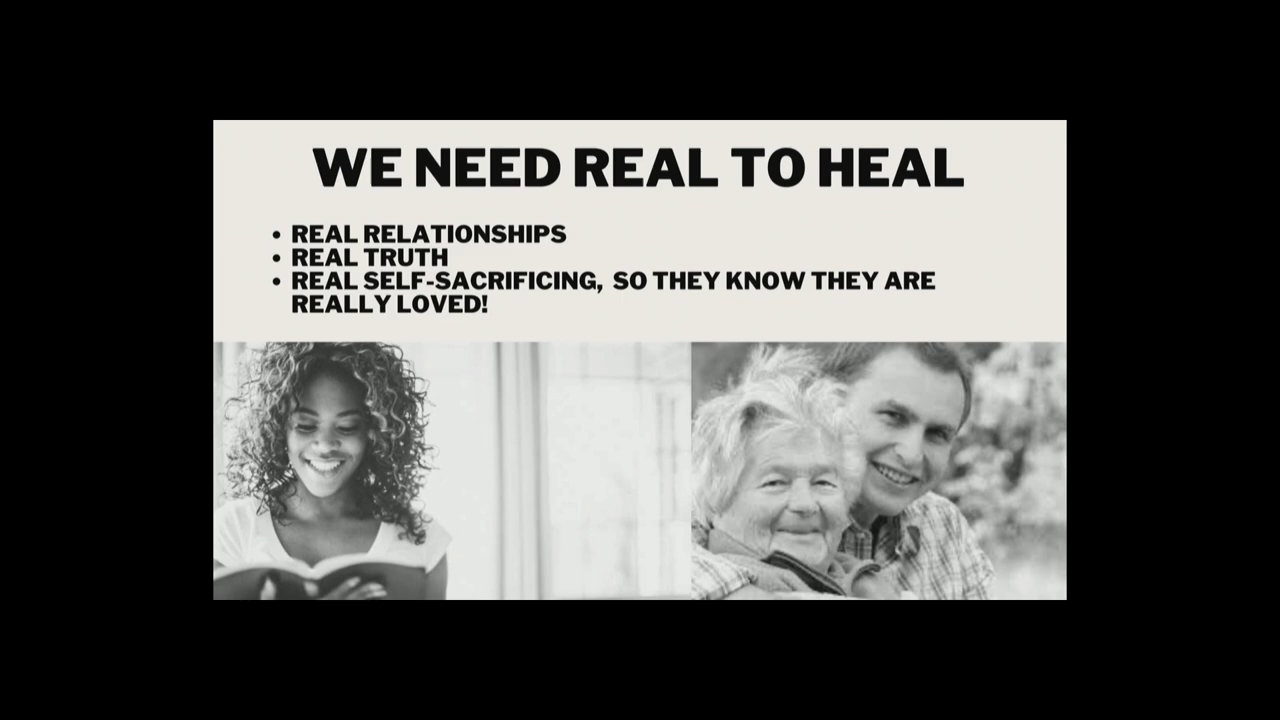 WE NEED REAL TO HEAL
• REAL RELATIONSHIPS
• REAL TRUTH
• REAL SELF-SACRIFICING, SO THEY KNOW THEY ARE
REALLY LOVED!